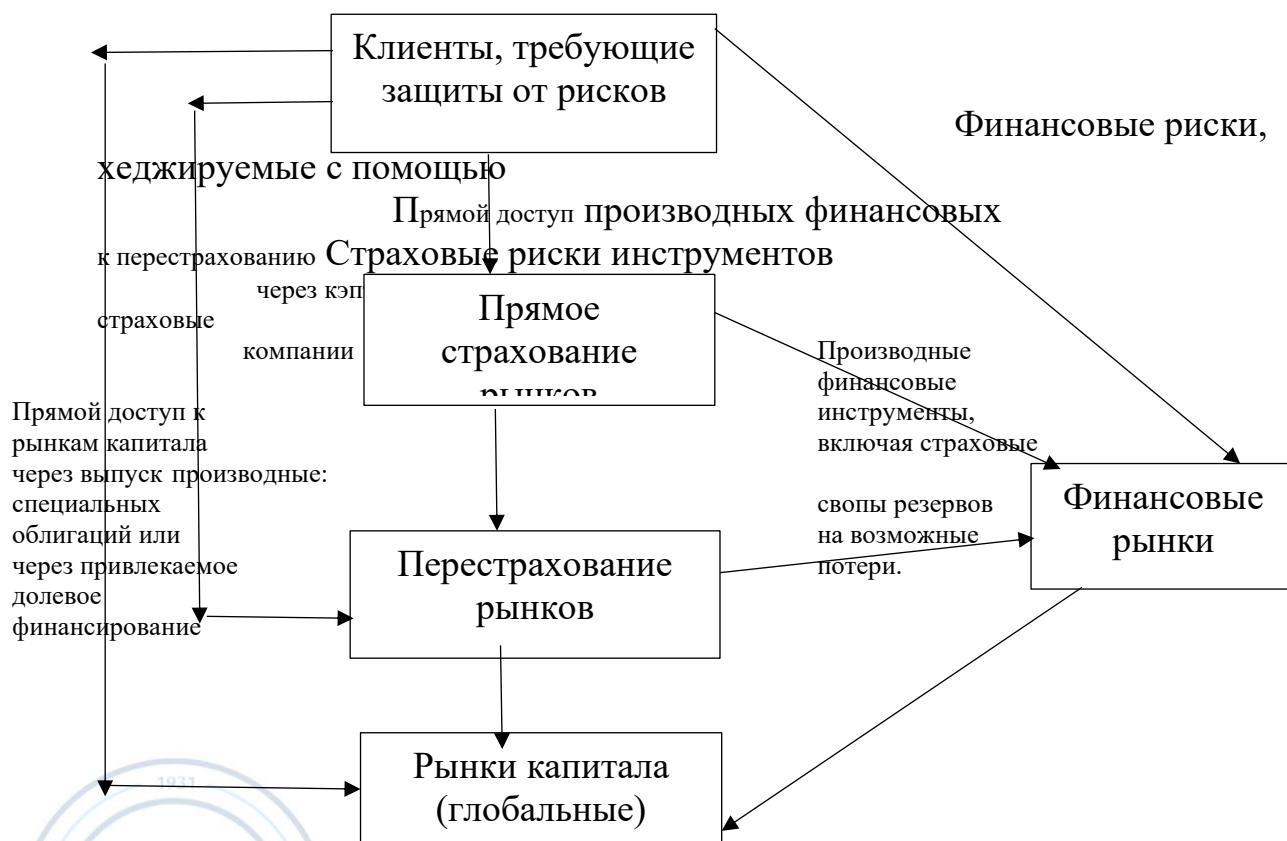 Клиенты, требующие
защиты от рисков
Финансовые риски,
хеджируемые с помощью
Прямой доступ производных финансовых
к перестрахованию Страховые риски инструментов
через кэп
страховые
компании
Прямое
страхование
рынков
Производные
финансовые
инструменты,
включая страховые
свопы резервов
на возможные
потери.
Прямой доступ к
рынкам капитала
через выпуск производные:
специальных
облигаций или
через привлекаемое
долевое
финансирование
Финансовые
рынки
Перестрахование
рынков
Рынки капитала
(глобальные)
1931